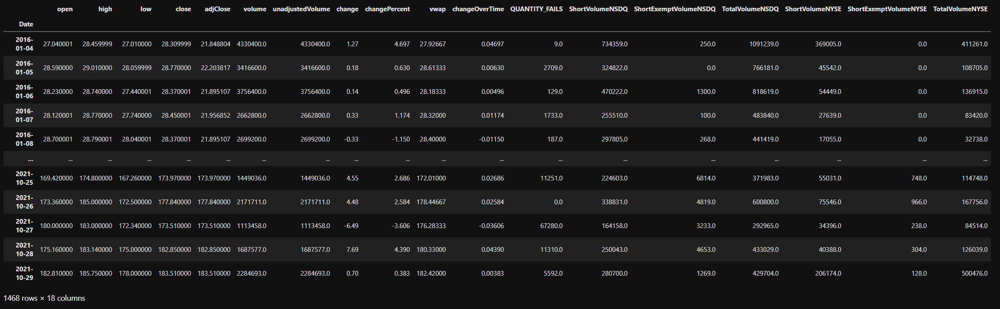 open high low close adjClose volume unadjustedVolume change changePercent vwap changeOverTime QUANTITY_FAILS ShortVolumeNSDQ ShortExemptVolumeNSDQ TotalVolumeNSDQ ShortVolumeNYSE ShortExemptVolumeNYSE TotalVolumeNYSE
Date
2016-
01-04 27.040001 28.459999 27.010000 28.309999 21.848804 4330400.0 4330400.0 1.27 4.697 27.92667 0.04697 9.0 734359.0 250.0 1091239.0 369005.0 0.0 411261.0
2016-
01-05 28.590000 29.010000 28.059999 28.770000 22.203817 3416600.0 3416600.0 0.18 0.630 28.61333 0.00630 2709.0 324822.0 0.0 766181.0 45542.0 0.0 108705.0
2016-
01-06 28.230000 28.740000 27.440001 28.370001 21.895107 3756400.0 3756400.0 0.14 0.496 28.18333 0.00496 129.0 470222.0 1300.0 818619.0 54449.0 0.0 136915.0
2016-
01-07 28.120001 28.770000 27.740000 28.450001 21.956852 2662800.0 2662800.0 0.33 1.174 28.32000 0.01174 1733.0 255510.0 100.0 483840.0 27639.0 0.0 83420.0
2016-
01-08 28.700001 28.790001 28.040001 28.370001 21.895107 2699200.0 2699200.0 -0.33 -1.150 28.40000 -0.01150 187.0 297805.0 268.0 441419.0 17055.0 0.0 32738.0
... ... ... ... ... ... ... ... ... ... ... ... ... ... ... ... ... ... ...
2021-
10-25 169.420000 174.800000 167.260000 173.970000 173.970000 1449036.0 1449036.0 4.55 2.686 172.01000 0.02686 11251.0 224603.0 6814.0 371983.0 55031.0 748.0 114748.0
2021-
10-26 173.360000 185.000000 172.500000 177.840000 177.840000 2171711.0 2171711.0 4.48 2.584 178.44667 0.02584 0.0 338831.0 4819.0 600800.0 75546.0 966.0 167756.0
2021-
10-27 180.000000 183.000000 172.340000 173.510000 173.510000 1113458.0 1113458.0 -6.49 -3.606 176.28333 -0.03606 67280.0 164158.0 3233.0 292965.0 34396.0 238.0 84514.0
2021-
10-28 175.160000 183.140000 175.000000 182.850000 182.850000 1687577.0 1687577.0 7.69 4.390 180.33000 0.04390 11310.0 250043.0 4653.0 433029.0 40388.0 304.0 126039.0
2021-
10-29 182.810000 185.750000 178.000000 183.510000 183.510000 2284693.0 2284693.0 0.70 0.383 182.42000 0.00383 5592.0 280700.0 1269.0 429704.0 206174.0 128.0 500476.0
1468 rows × 18 columns